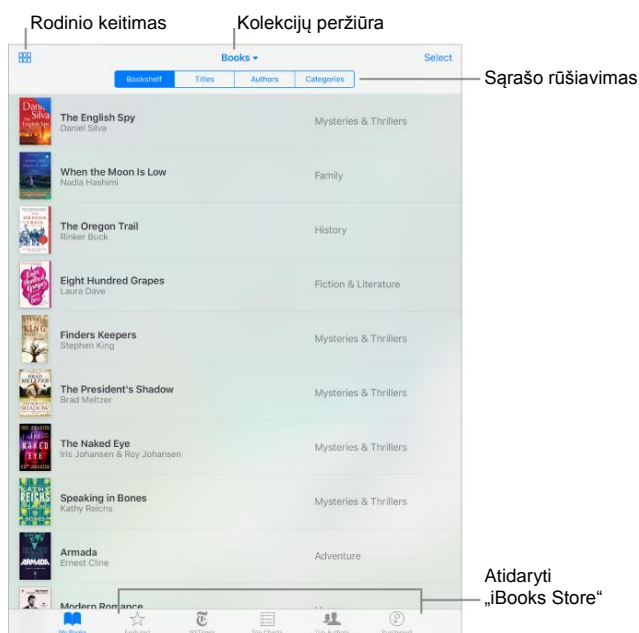 Rodinio keitimas
Kolekcijų peržiūra
Books
Select
Bookshelf Titles Authors Categories
Sąrašo rūšiavimas
The English Spy
Daniel Silva
Mysteries & Thrillers
When the Moon Is Low
Nadia Hashimi
Family
The Oregon Trail
Rinker Buck
History
Eight Hundred Grapes
Laura Dave
Fiction & Literature
Finders Keepers
Stephen King
Mysteries & Thrillers
The President's Shadow
Brad Meltzer
Mysteries & Thrillers
The Naked Eye
Iris Johansen & Roy Johansen
Mysteries & Thrillers
Speaking in Bones
Kathy Reichs
Mysteries & Thrillers
Armada
Ernest Cline
Adventure
Modern Romance
Atidaryti
„iBooks Store“
My Books Featured NYTimes Top Charts Top Authors Purchased